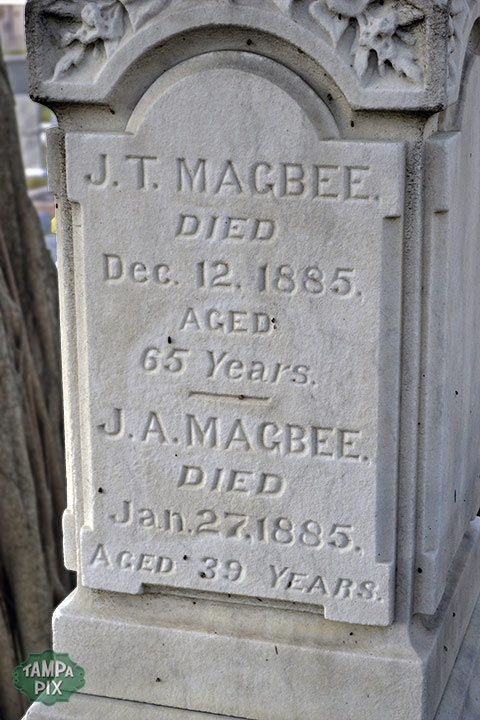 J.T. MAGBEE.
DIED
Dec. 12, 1885,
AGED
65 Years.
J.A. MAGBEE.
DIED
Jan. 27, 1885,
AGED 39 YEARS.
TAMPA
PIX